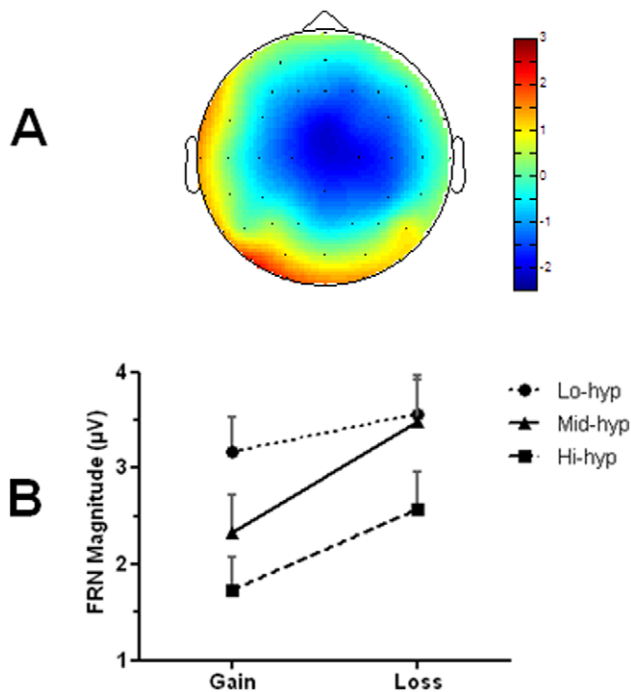 A
3
2
1
0
-1
-2
B
FRN Magnitude (µV)
4
3
2
1
Gain
Loss
Lo-hyp
Mid-hyp
Hi-hyp